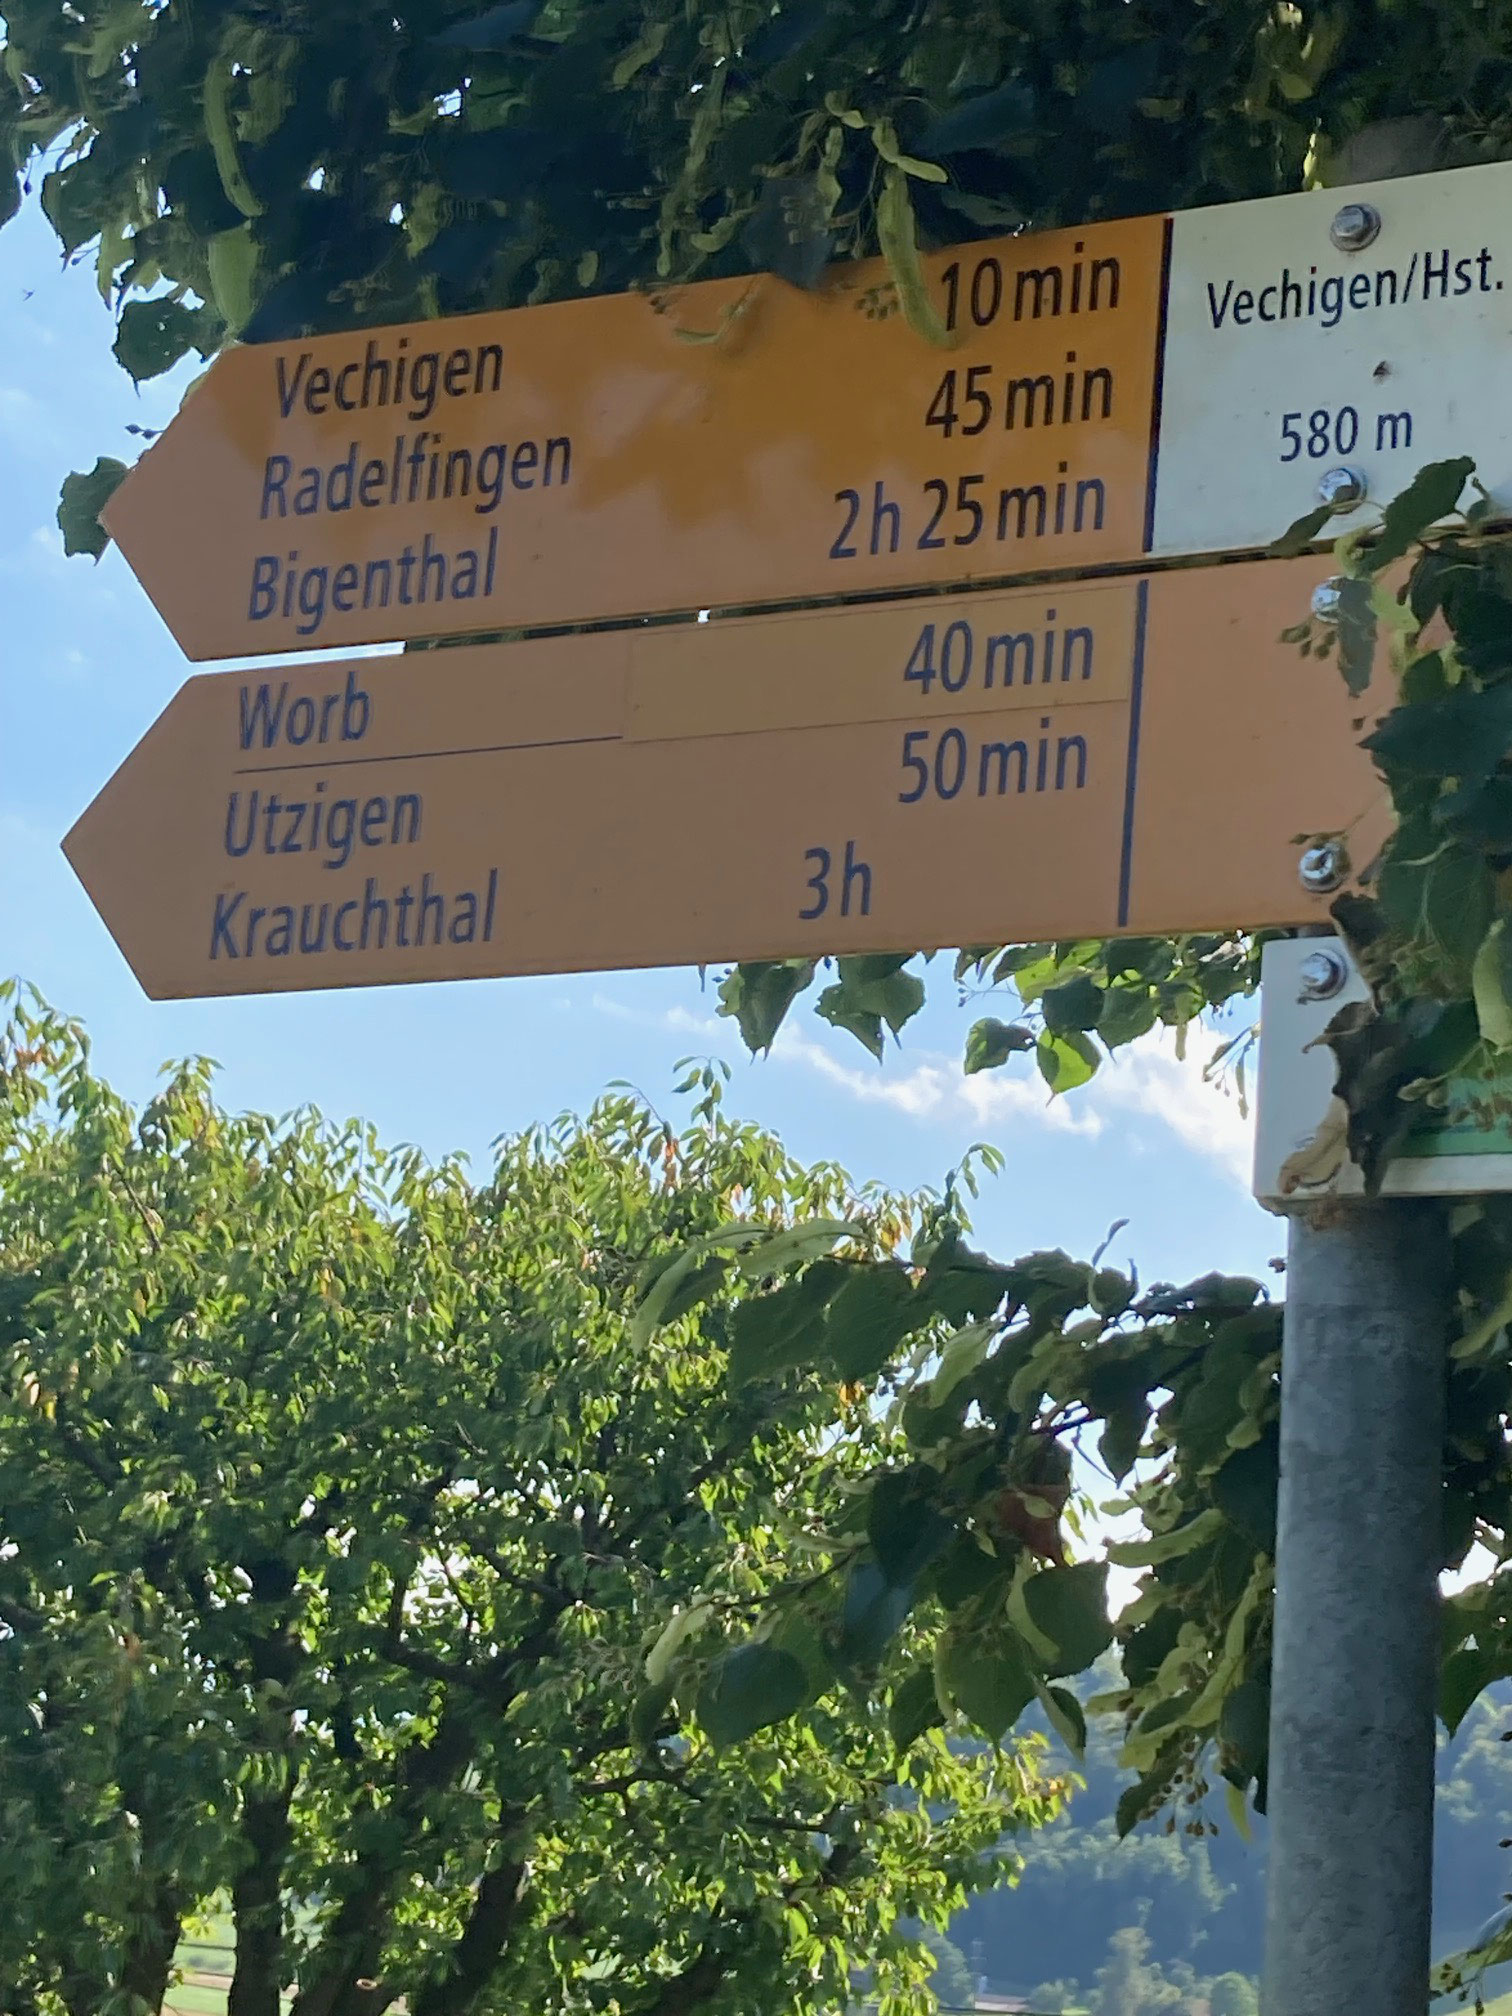 Vechigen 10 min
Radelfingen 45 min
Bigenthal 2h 25 min
Vechigen/Hst.
580 m
Worb 40 min
Utzigen 50 min
Krauchthal 3h